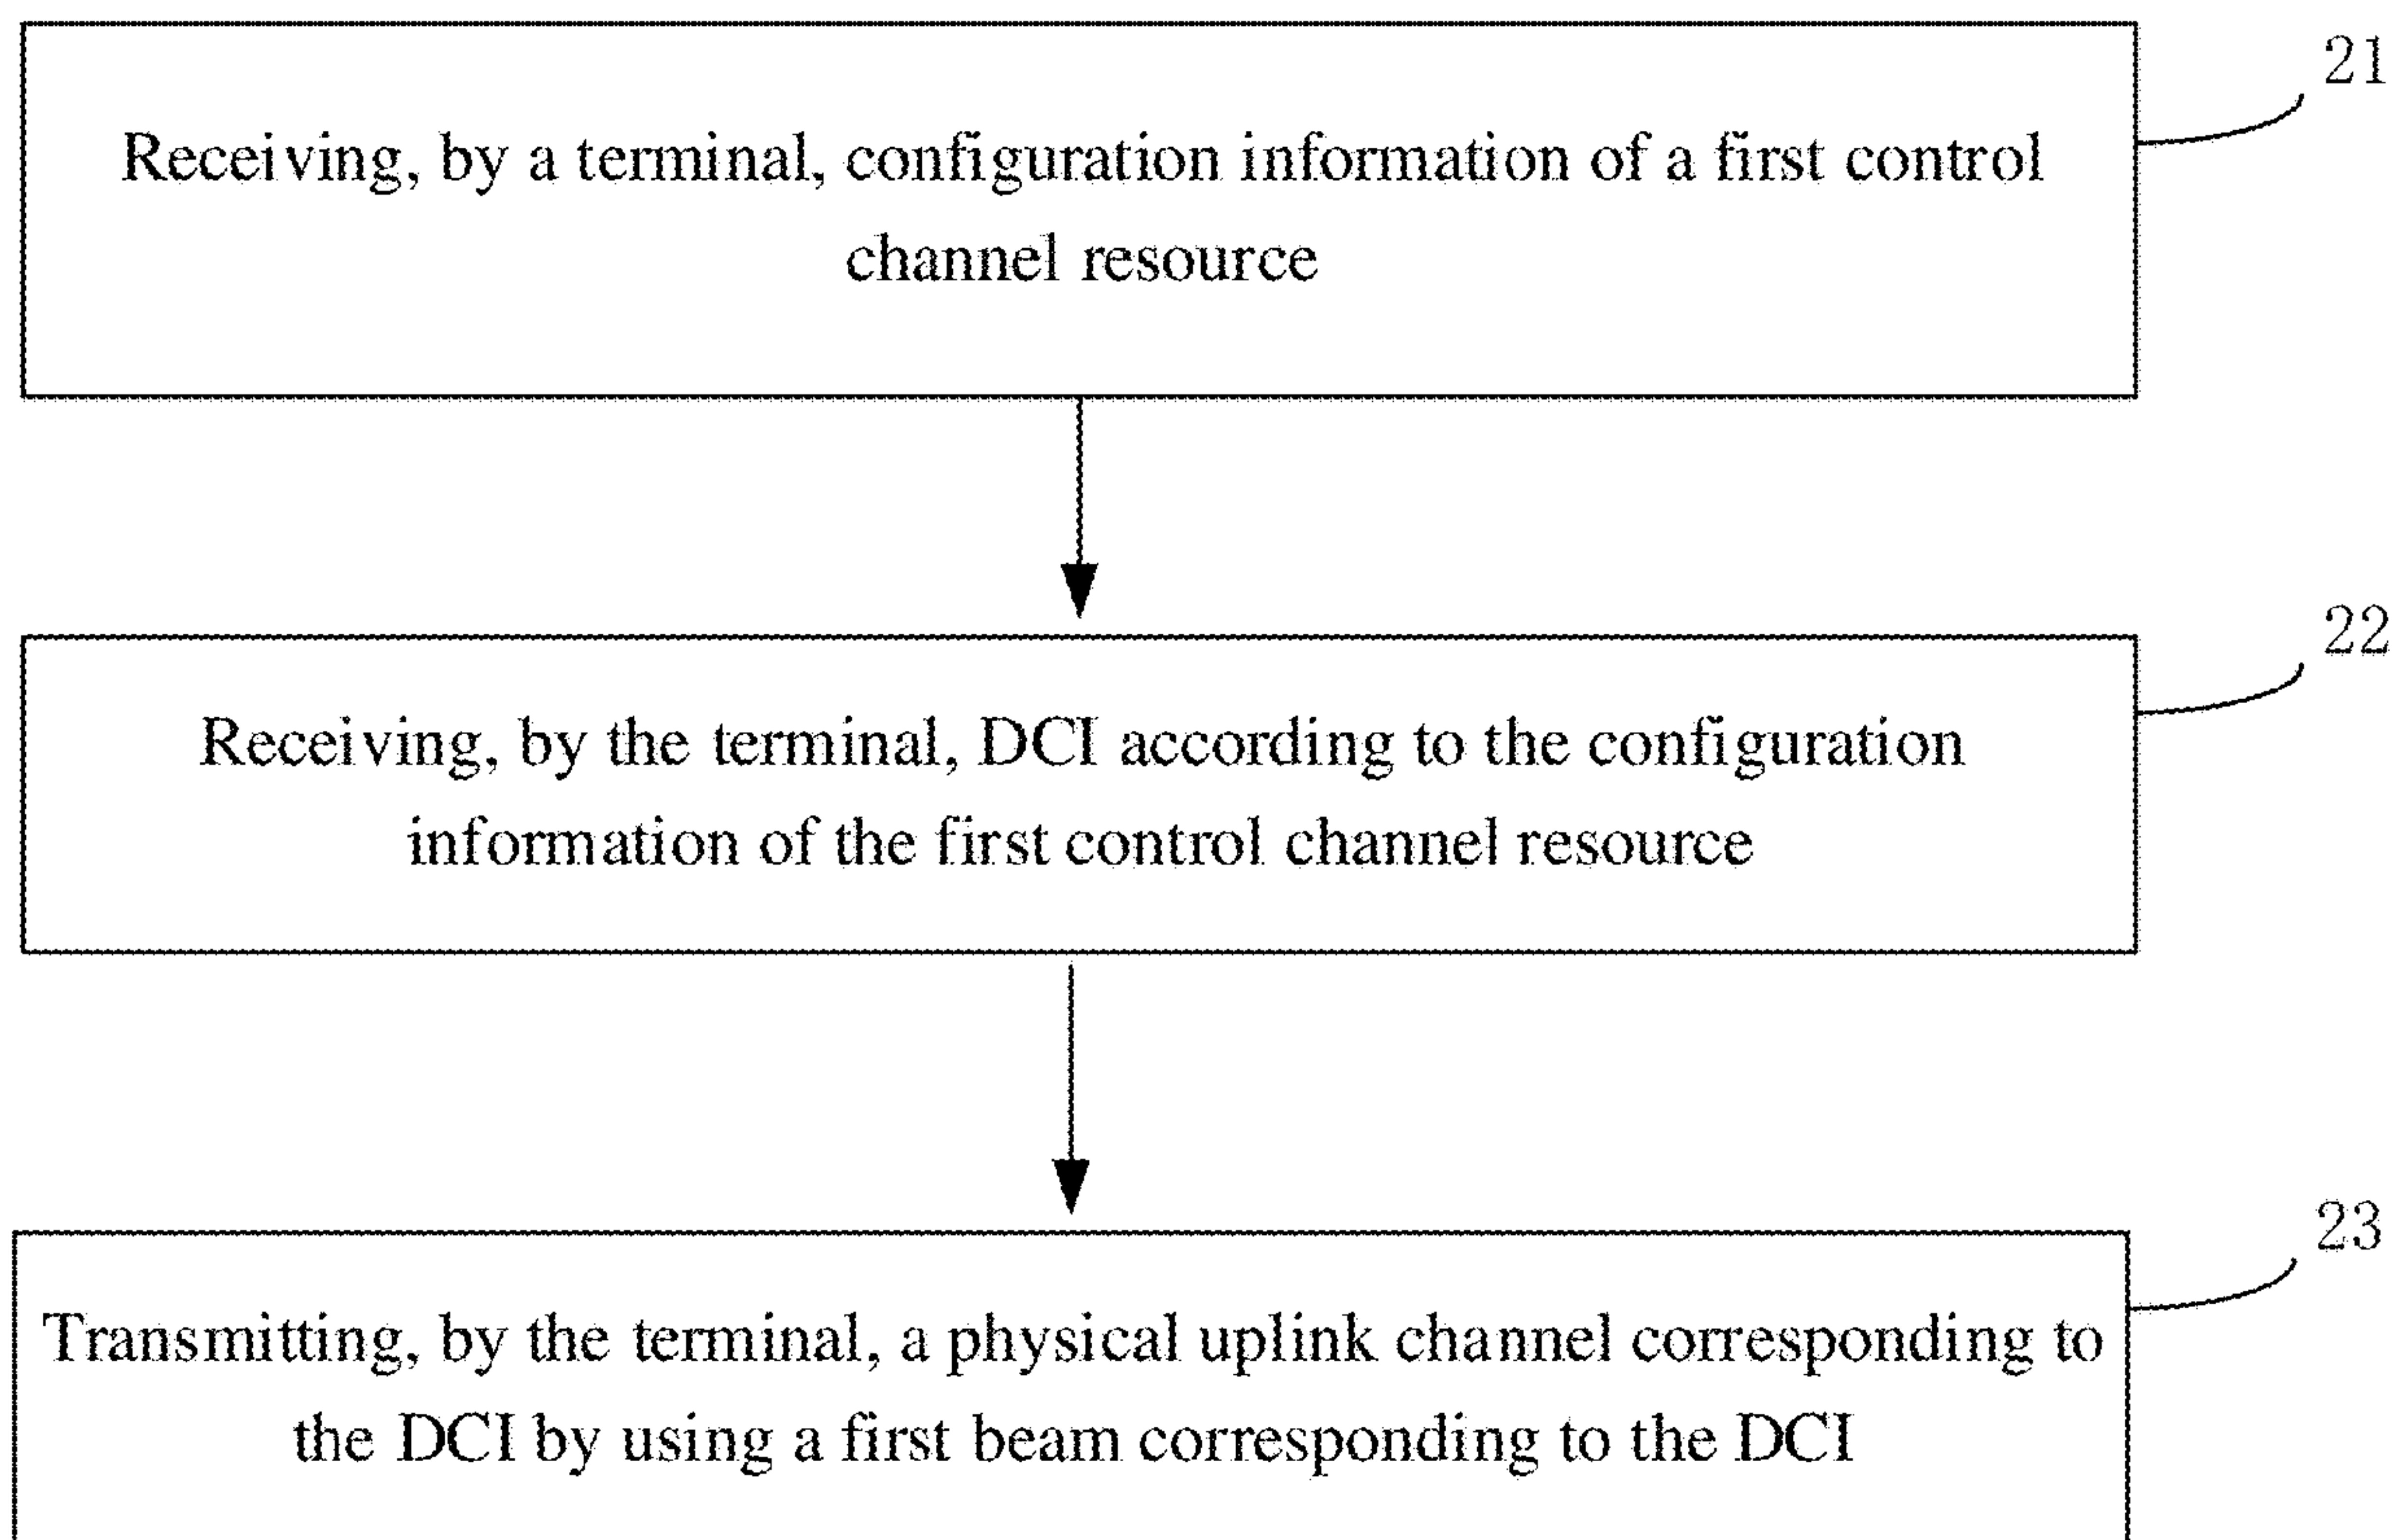 21
Receiving, by a terminal, configuration information of a first control
channel resource
22
Receiving, by the terminal, DCI according to the configuration
information of the first control channel resource
23
Transmitting, by the terminal, a physical uplink channel corresponding to
the DCI by using a first beam corresponding to the DCI